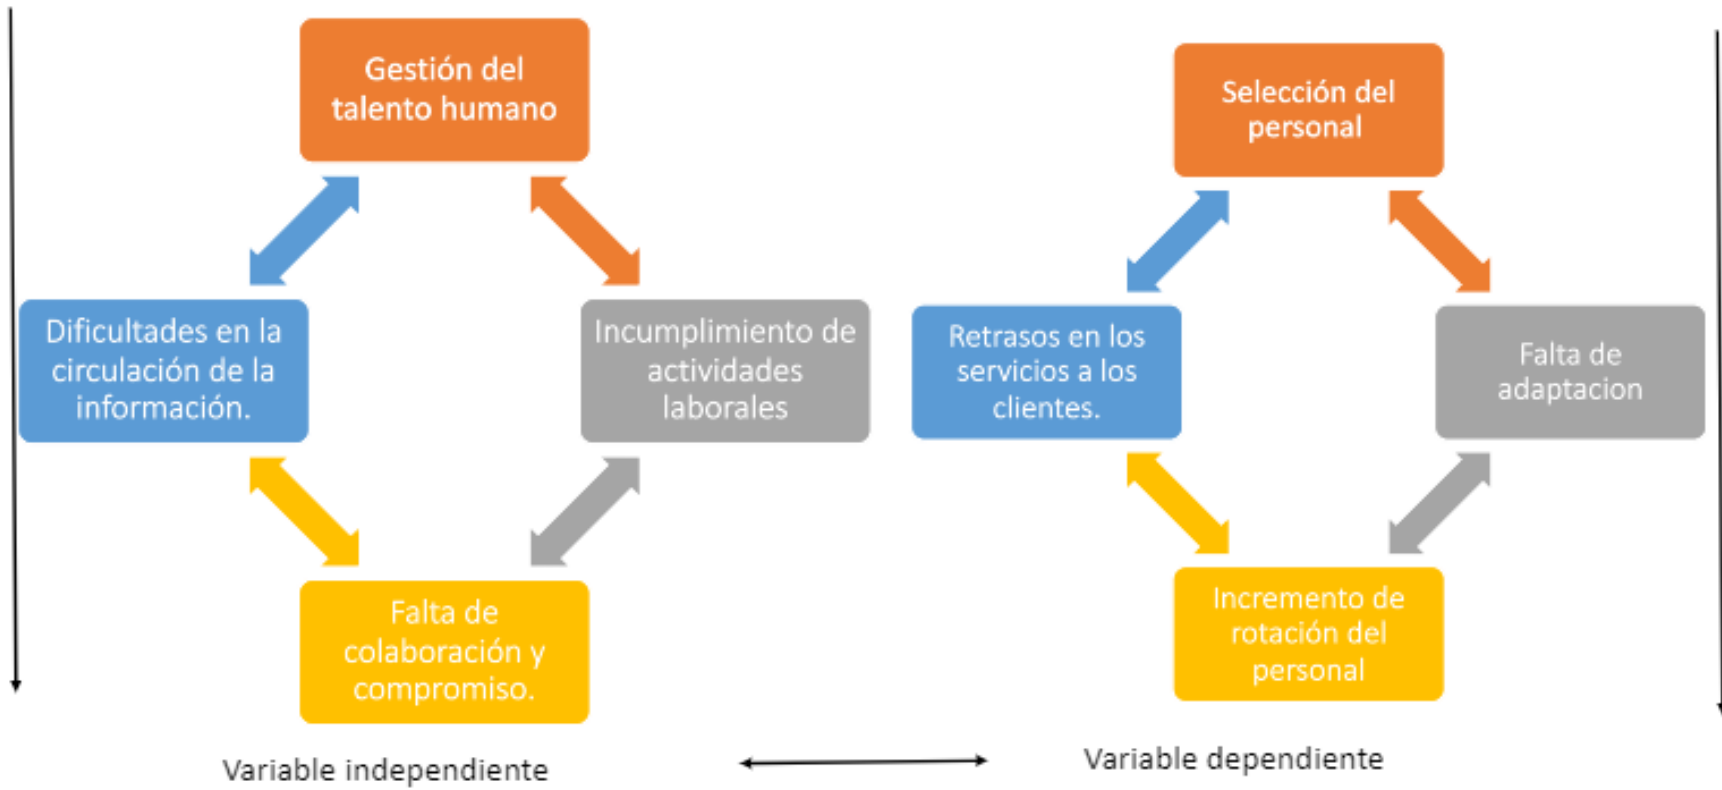 Gestión del
talento humano
Dificultades en la
circulación de la
información.
Incumplimiento de
actividades
laborales
Falta de
colaboración y
compromiso.
Variable independiente
Selección del
personal
Retrasos en los
servicios a los
clientes.
Falta de
adaptacion
Incremento de
rotación del
personal
Variable dependiente